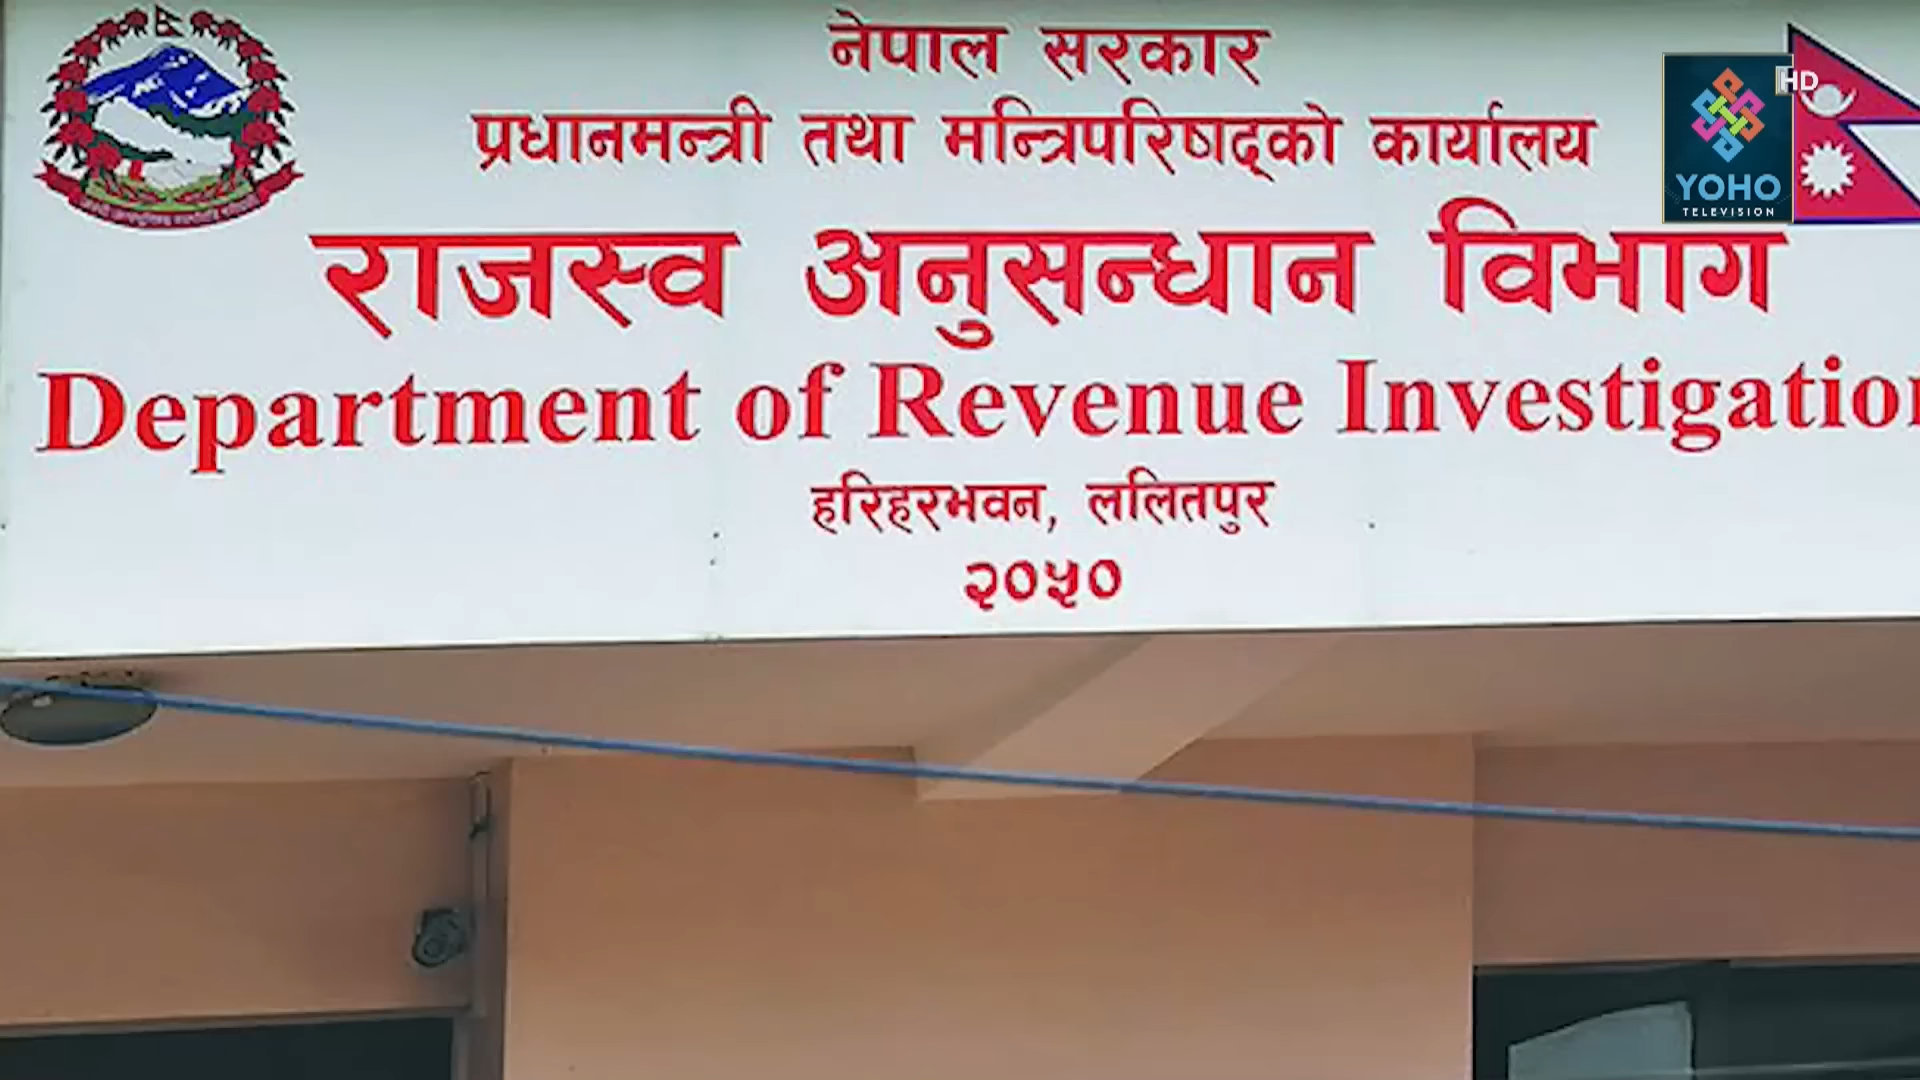 नेपाल सरकार
प्रधानमन्त्री तथा मन्त्रिपरिषद्को कार्यालय
राजस्व अनुसन्धान विभाग
Department of Revenue Investigation
हरिहरभवन, ललितपुर
२०५०
HD
YOHO
TELEVISION